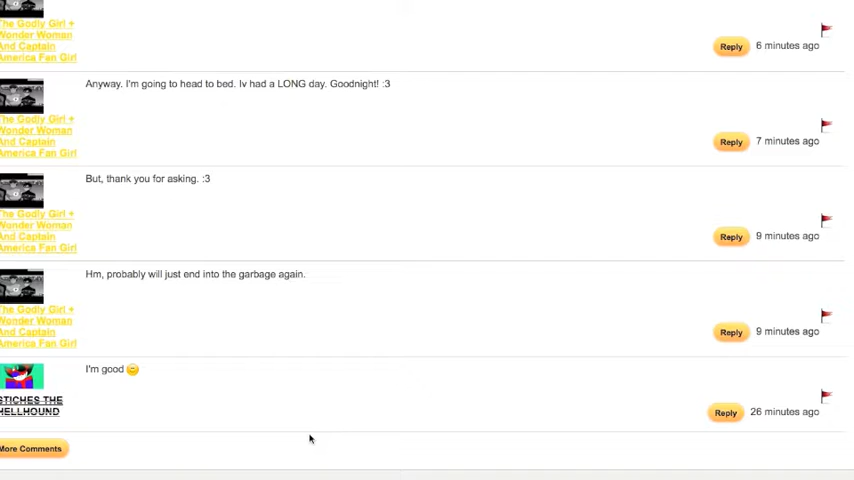 The Godly Girl +
Wonder Woman
And Captain
America Fan Girl
Reply
6 minutes ago
Anyway. I'm going to head to bed. Iv had a LONG day. Goodnight! :3
The Godly Girl +
Wonder Woman
And Captain
America Fan Girl
Reply
7 minutes ago
But, thank you for asking. :3
The Godly Girl +
Wonder Woman
And Captain
America Fan Girl
Reply
9 minutes ago
Hm, probably will just end into the garbage again.
The Godly Girl +
Wonder Woman
And Captain
America Fan Girl
Reply
9 minutes ago
I'm good
STICHES THE
HELLHOUND
Reply
26 minutes ago
More Comments